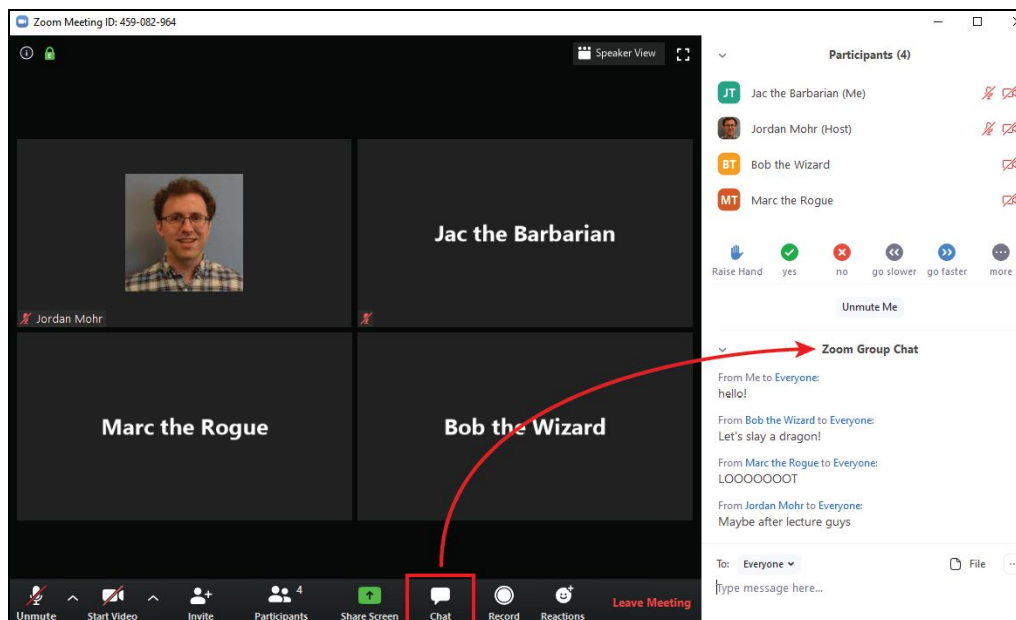 Zoom Meeting ID: 459-082-964
Speaker View
Jordan Mohr
Jac the Barbarian
Marc the Rogue
Bob the Wizard
Unmute
Start Video
Invite
4
Participants
Share Screen
Chat
Record
Reactions
Leave Meeting
Participants (4)
JT Jac the Barbarian (Me)
Jordan Mohr (Host)
BT Bob the Wizard
MT Marc the Rogue
Raise Hand yes no go slower go faster more
Unmute Me
Zoom Group Chat
From Me to Everyone:
hello!
From Bob the Wizard to Everyone:
Let's slay a dragon!
From Marc the Rogue to Everyone:
LOOOOOOOT
From Jordan Mohr to Everyone:
Maybe after lecture guys
To: Everyone File
Type message here...